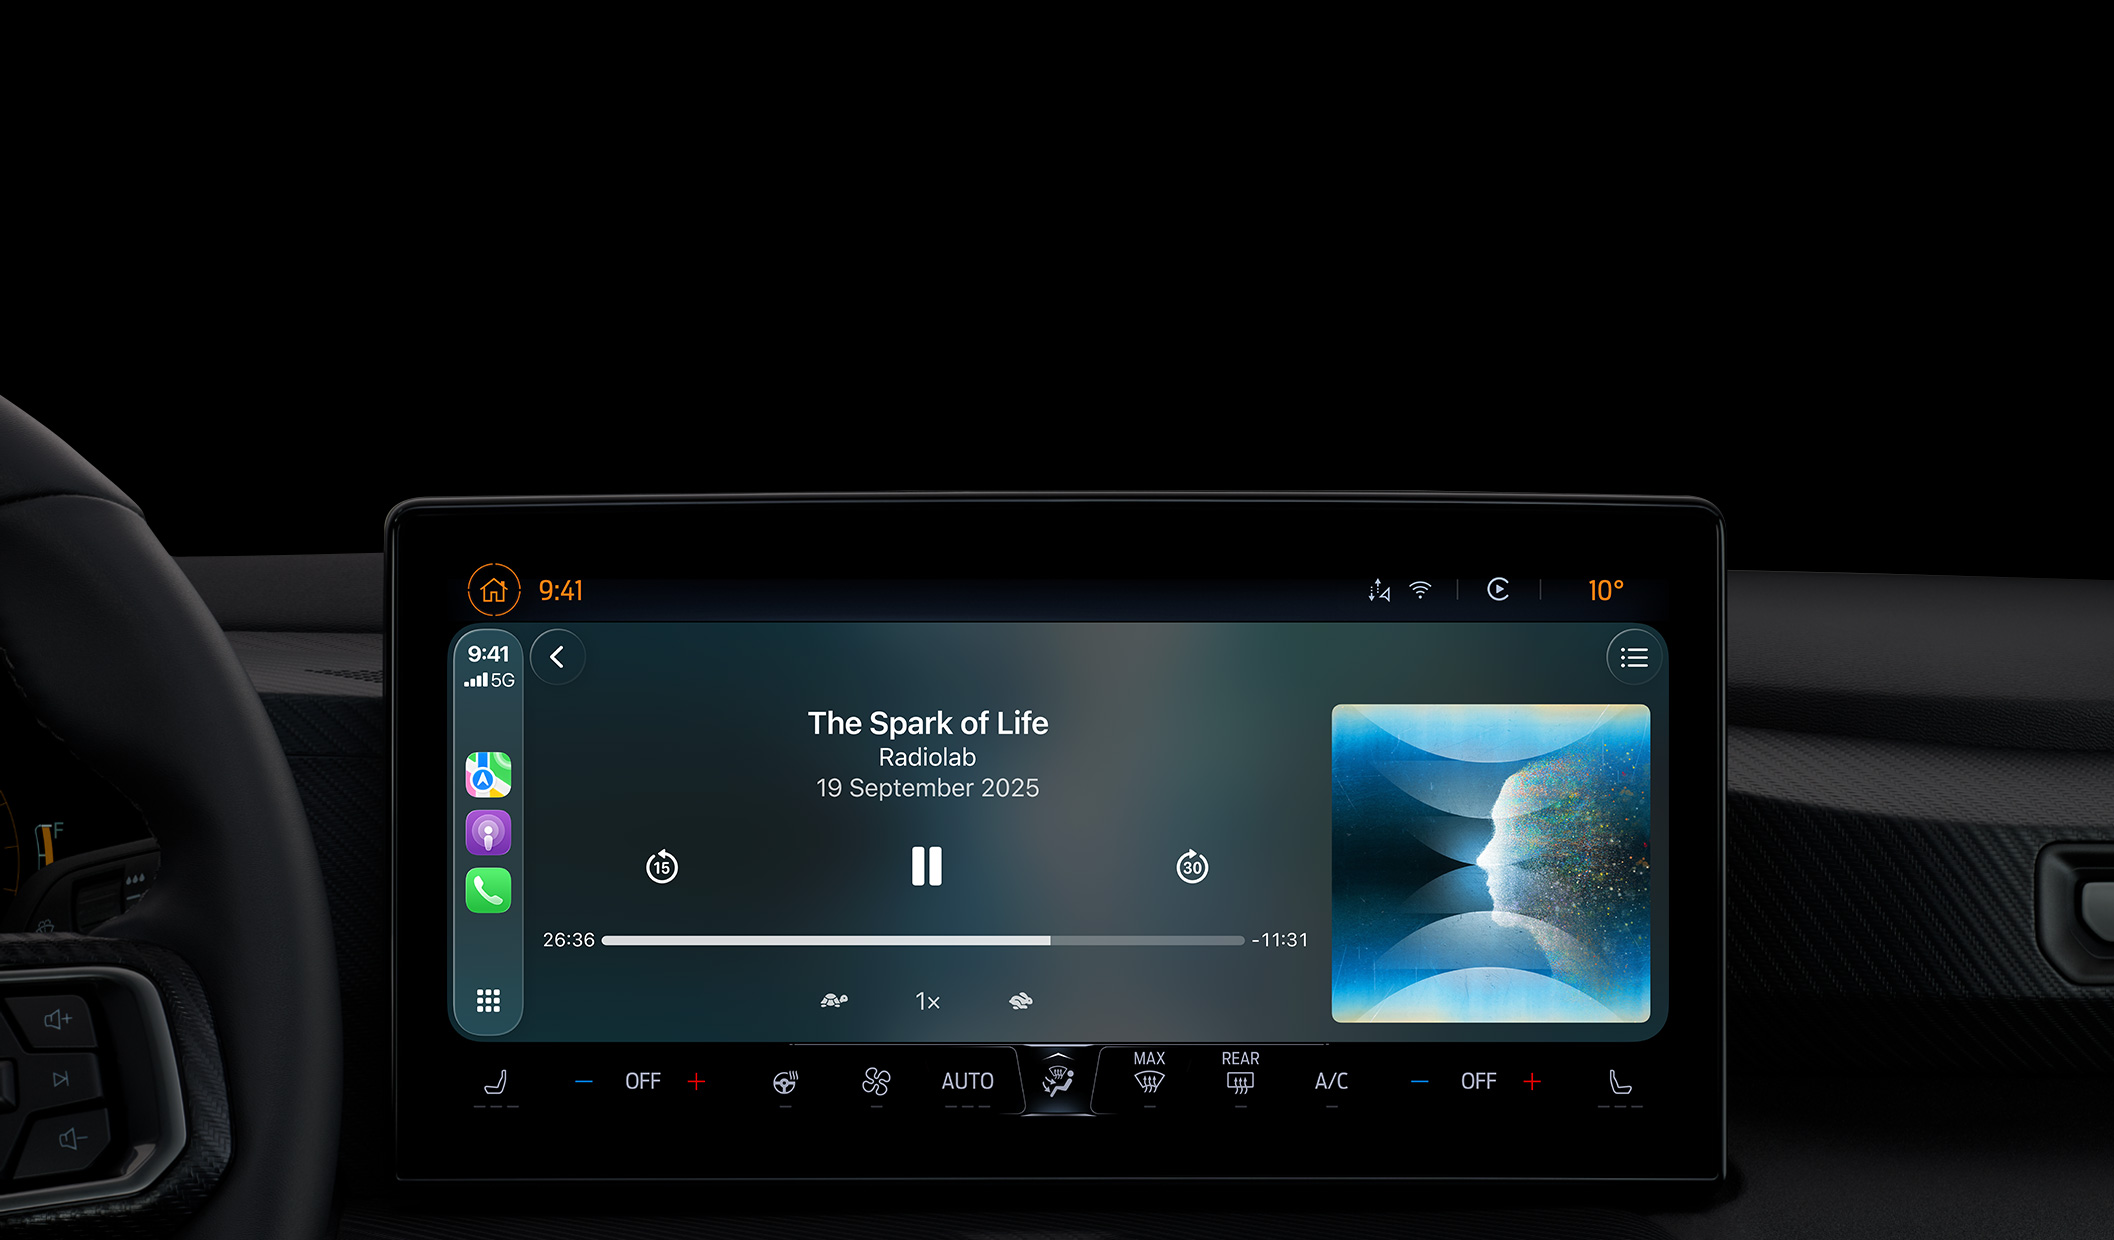 9:41
10°
9:41
5G
The Spark of Life
Radiolab
19 September 2025
15
30
26:36
-11:31
1×
F
OFF
AUTO
MAX
REAR
A/C
OFF